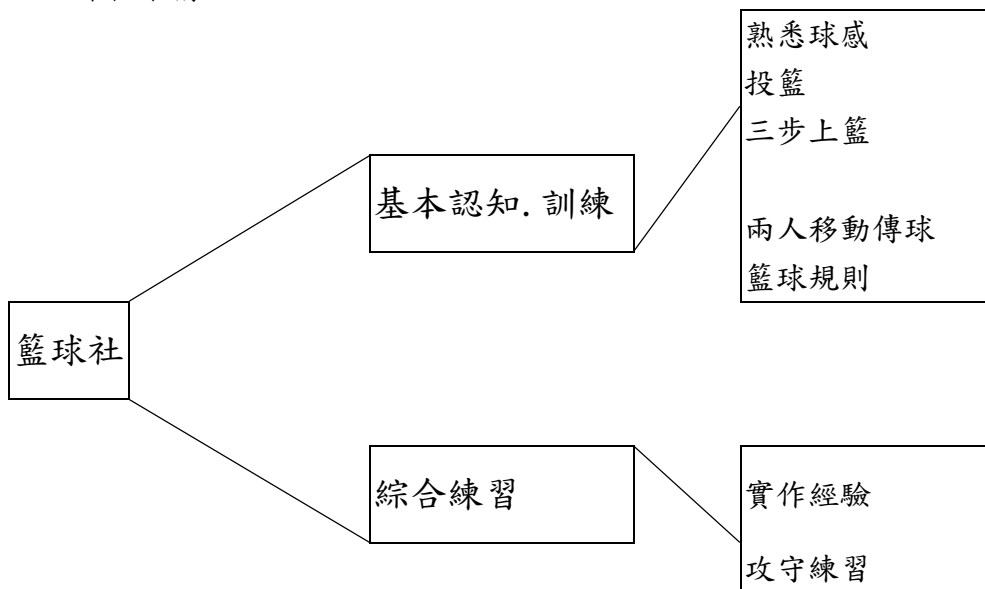 籃球社
基本認知.訓練
熟悉球感
投籃
三步上籃
兩人移動傳球
籃球規則
綜合練習
實作經驗
攻守練習